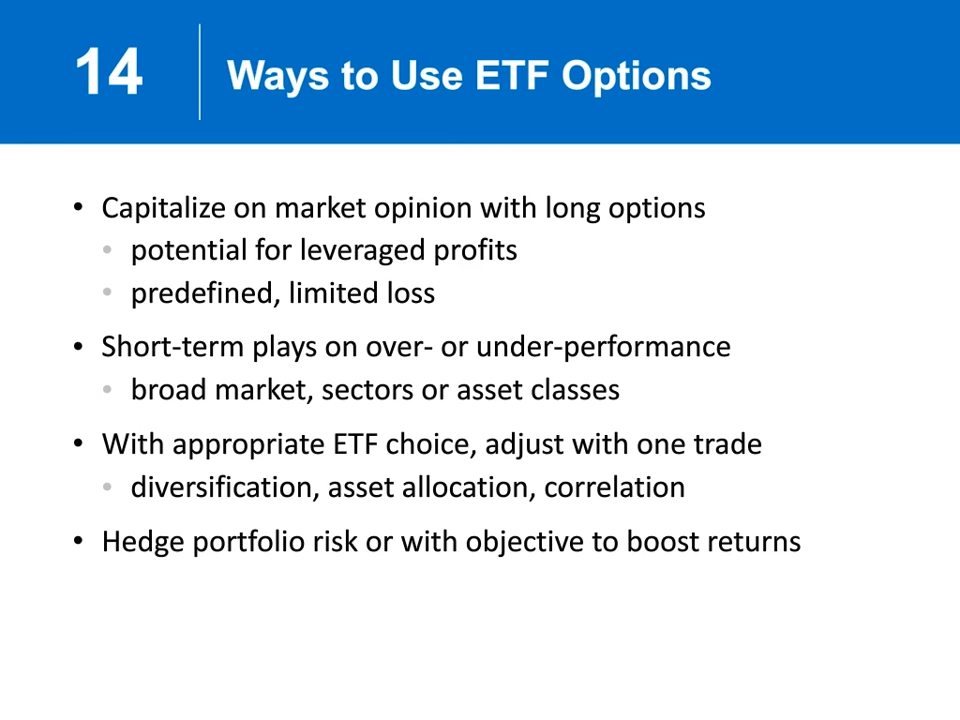 14
Ways to Use ETF Options
• Capitalize on market opinion with long options
• potential for leveraged profits
• predefined, limited loss
• Short-term plays on over- or under-performance
• broad market, sectors or asset classes
• With appropriate ETF choice, adjust with one trade
• diversification, asset allocation, correlation
• Hedge portfolio risk or with objective to boost returns